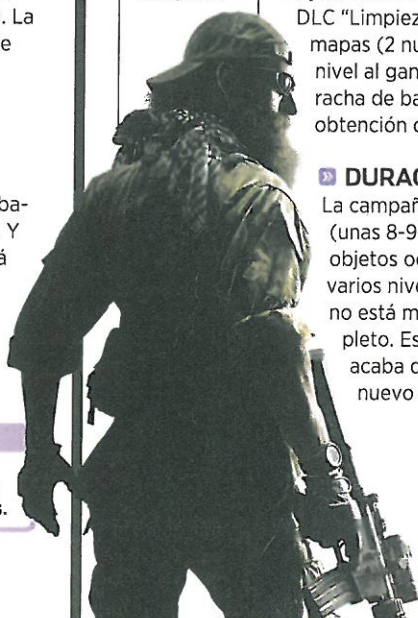 . La
e
ba-
Y
á
s.
DLC “Limpiez
mapas (2 nu
nivel al gan
racha de ba
obtención d
DURAC
La campañ
(unas 8-9
objetos oc
varios nive
no está m
pleto. Es
acaba d
nuevo